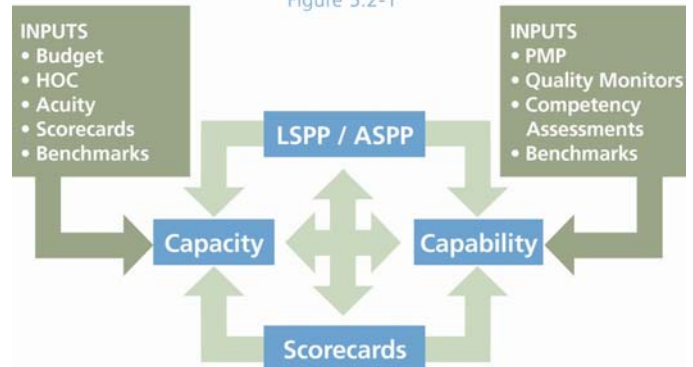 Figure 5.2-1
INPUTS
• Budget
• HOC
• Acuity
• Scorecards
• Benchmarks
INPUTS
• PMP
• Quality Monitors
• Competency
Assessments
• Benchmarks
LSPP / ASPP
Capacity
Capability
Scorecards